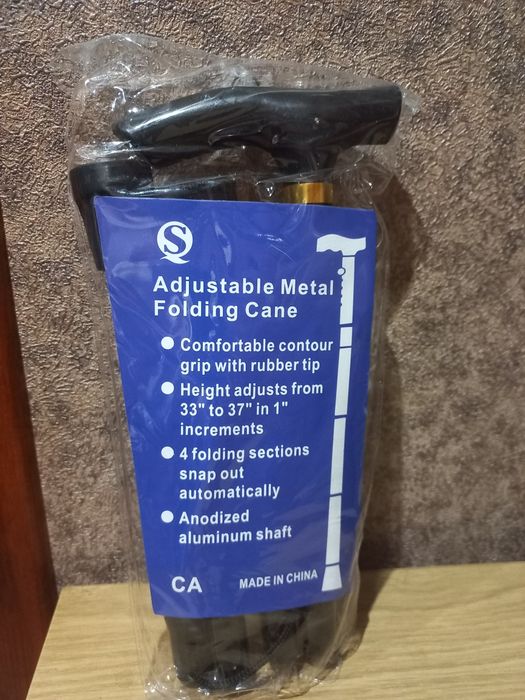 SQ
Adjustable Metal
Folding Cane
Comfortable contour
grip with rubber tip
Height adjusts from
33" to 37" in 1"
increments
4 folding sections
snap out
automatically
Anodized
aluminum shaft
CA
MADE IN CHINA